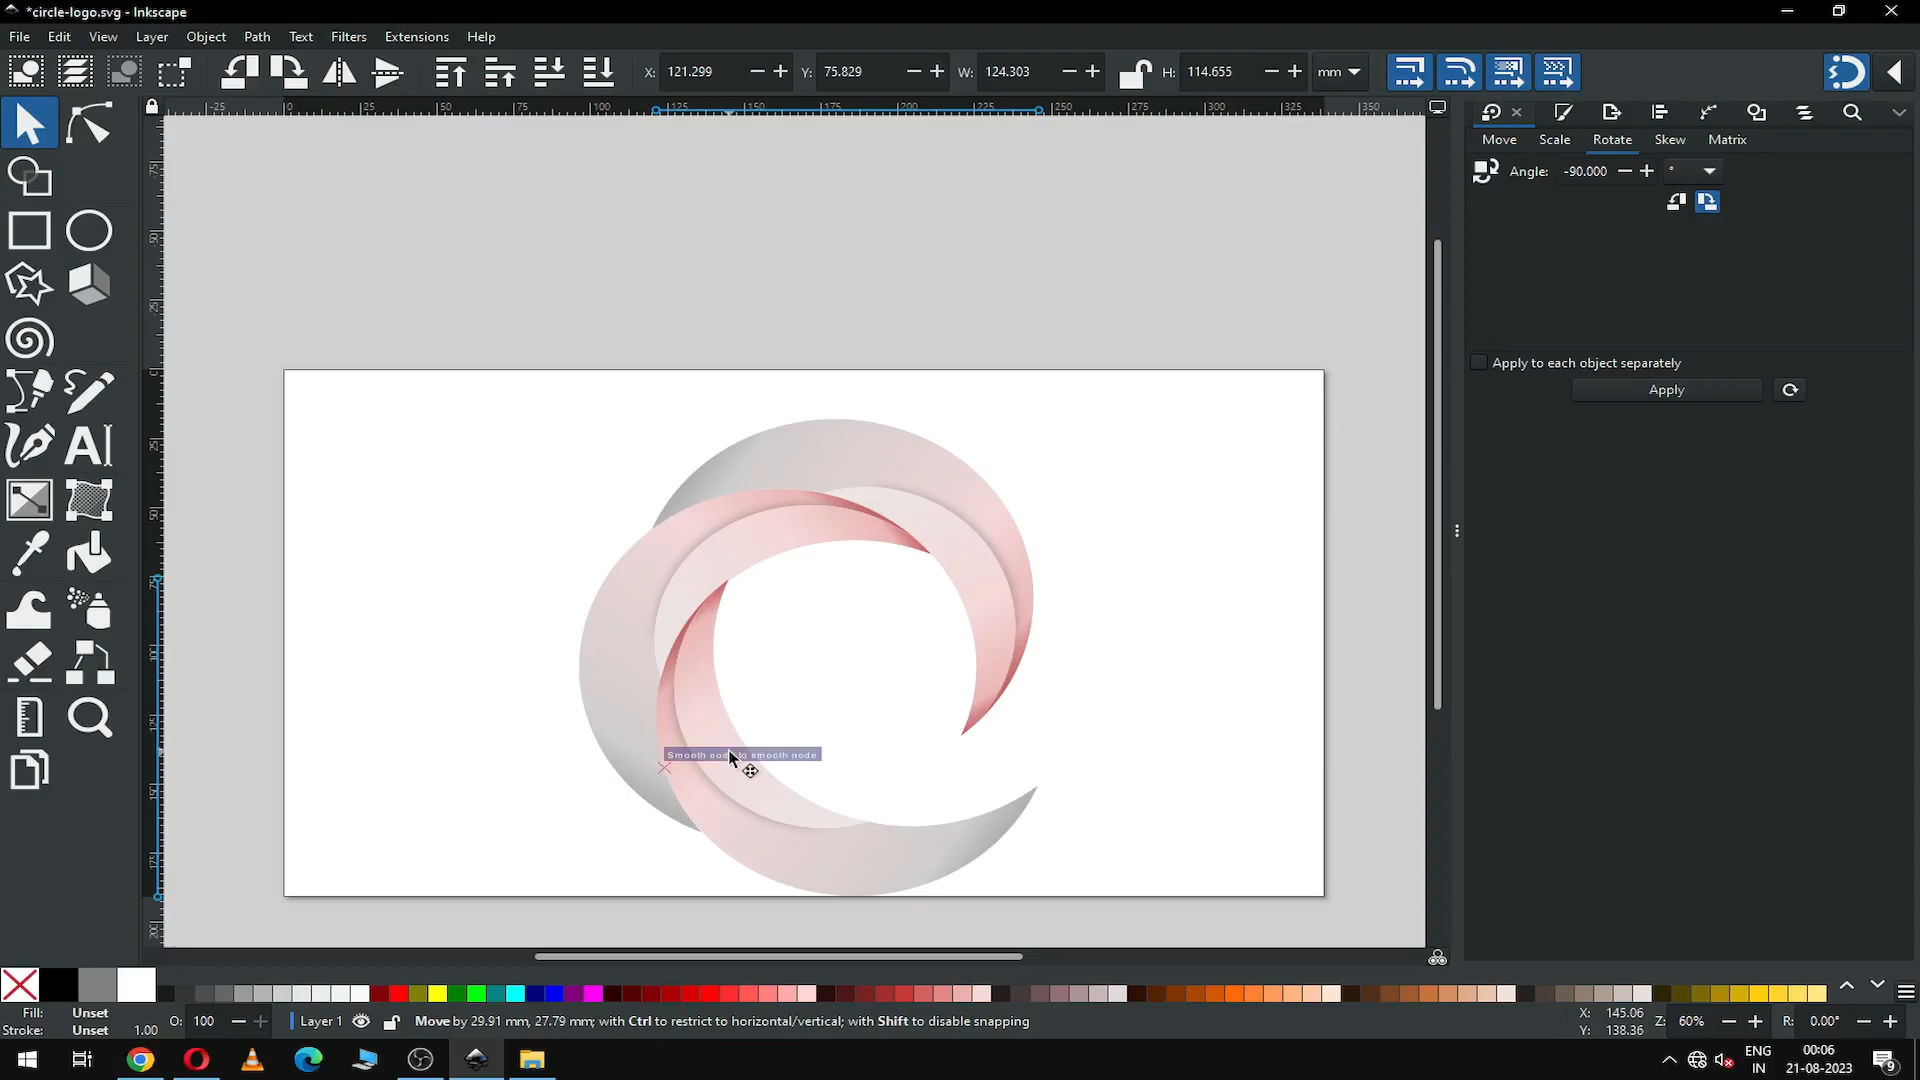 *circle-logo.svg - Inkscape
File Edit View Layer Object Path Text Filters Extensions Help
X: 121.299 Y: 75.829 W: 124.303 H: 114.655 mm
Move Scale Rotate Skew Matrix
Angle: -90.000 °
Apply to each object separately
Apply
Smooth node to smooth node
Fill: Unset
Stroke: Unset 1.00 O: 100 Layer 1 Move by 29.91 mm, 27.79 mm; with Ctrl to restrict to horizontal/vertical; with Shift to disable snapping
X: 145.06
Y: 138.36 Z: 60% R: 0.00°
ENG
IN
00:06
21-08-2023
9